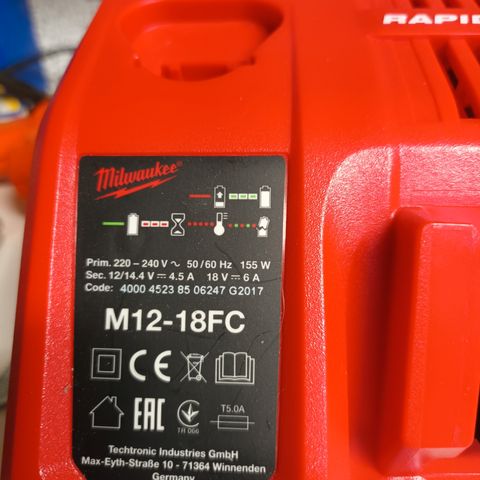 RAPID
Milwaukee®
Prim. 220 – 240 V ~ 50 / 60 Hz 155 W
Sec. 12/14.4 V ⎓ 4.5 A 18 V ⎓ 6 A
Code: 4000 4523 85 06247 G2017
M12-18FC
CE
EAC T5.0A
TH 066
Techtronic Industries GmbH
Max-Eyth-Straße 10 - 71364 Winnenden
Germany